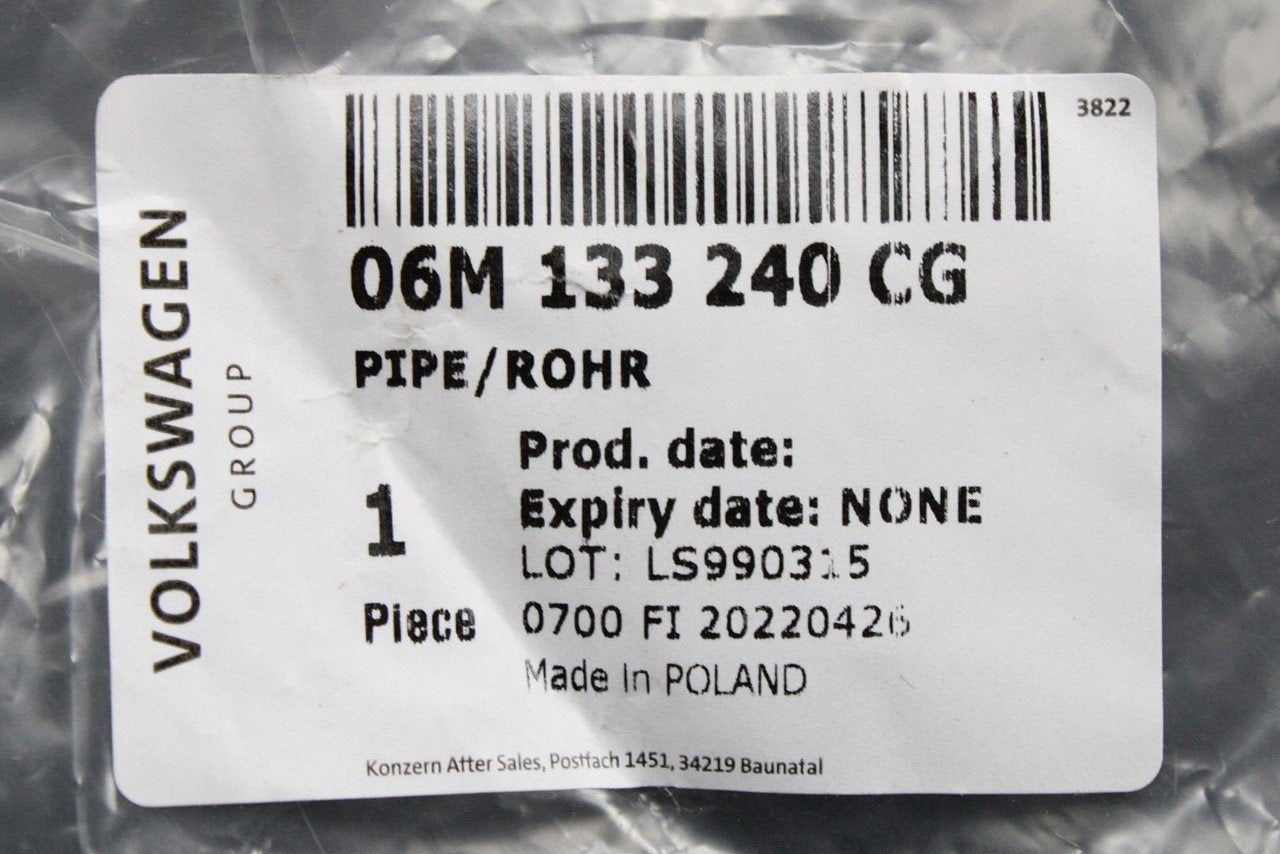 3822
VOLKSWAGEN
GROUP
06M 133 240 CG
PIPE/ROHR
Prod. date:
Expiry date: NONE
1
LOT: LS990315
Piece
0700 FI 20220426
Made In POLAND
Konzern After Sales, Postfach 1451, 34219 Baunatal